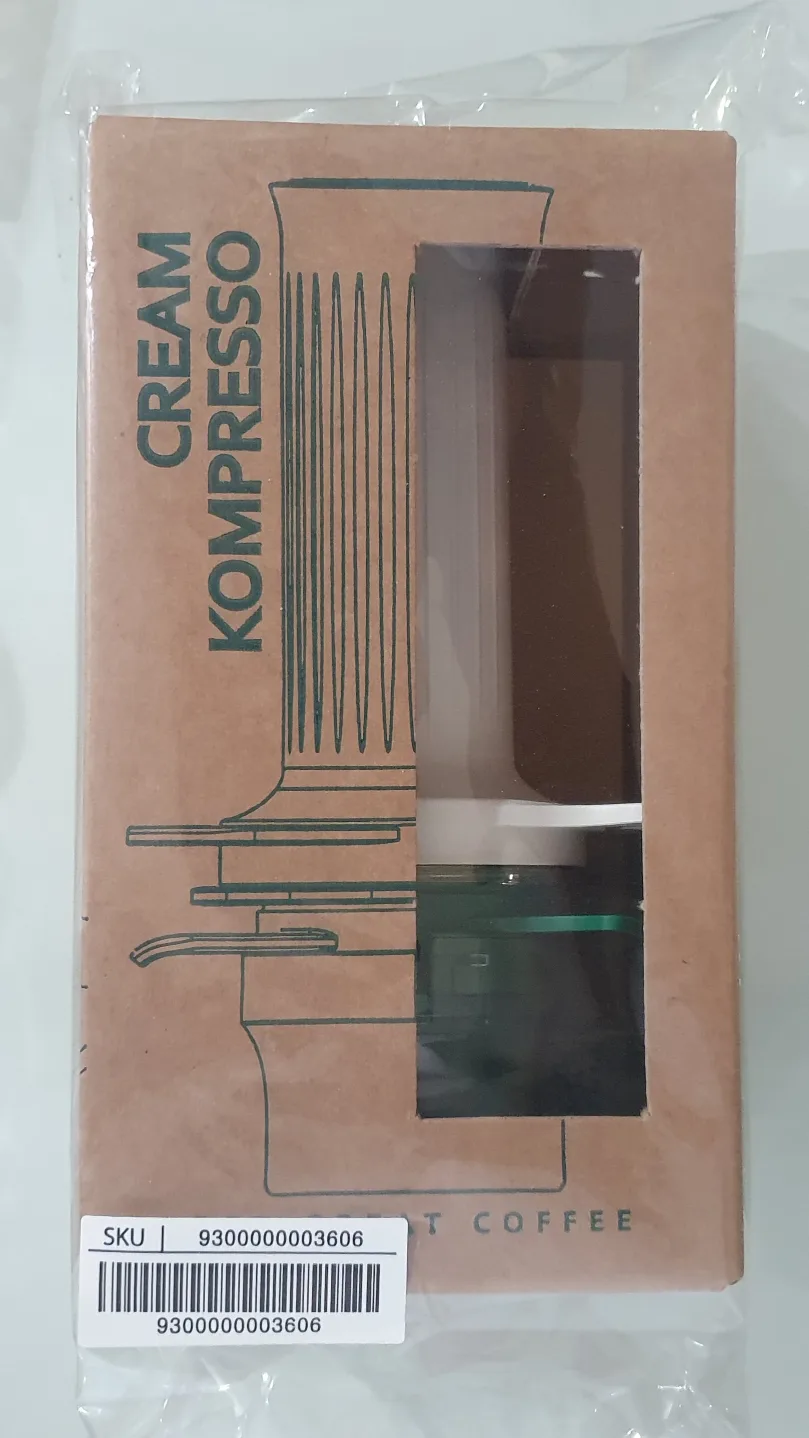 CREAM
KOMPRESSO
COFFEE
SKU | 9300000003606
9300000003606